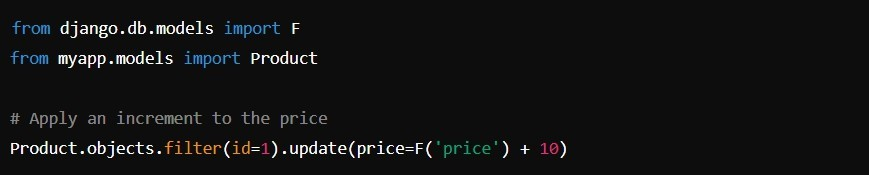 from django.db.models import F
from myapp.models import Product
# Apply an increment to the price
Product.objects.filter(id=1).update(price=F('price') + 10)